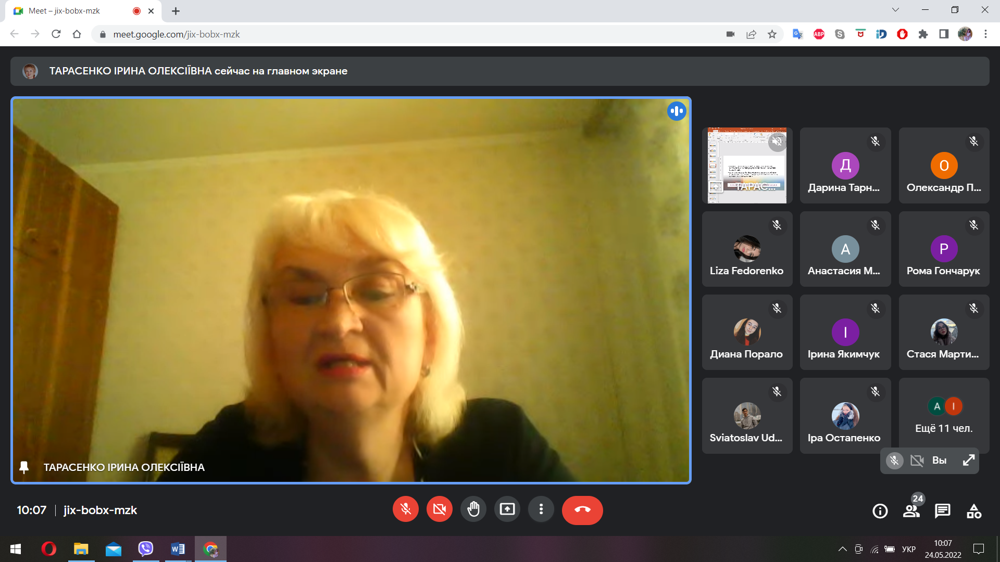 Meet – jix-bobx-mzk
meet.google.com/jix-bobx-mzk
ABP
ТАРАСЕНКО ІРИНА ОЛЕКСІЇВНА сейчас на главном экране
ТАРАСЕНКО ІРИНА ОЛЕКСІЇВНА
ТАРАС...
Д
Дарина Тарн...
О
Олександр П...
Liza Fedorenko
А
Анастасия М...
Р
Рома Гончарук
Диана Порало
І
Ірина Якимчук
Стася Марти...
Sviatoslav Ud...
Іра Остапенко
А І
Ещё 11 чел.
Вы
10:07 | jix-bobx-mzk
24
УКР
10:07
24.05.2022